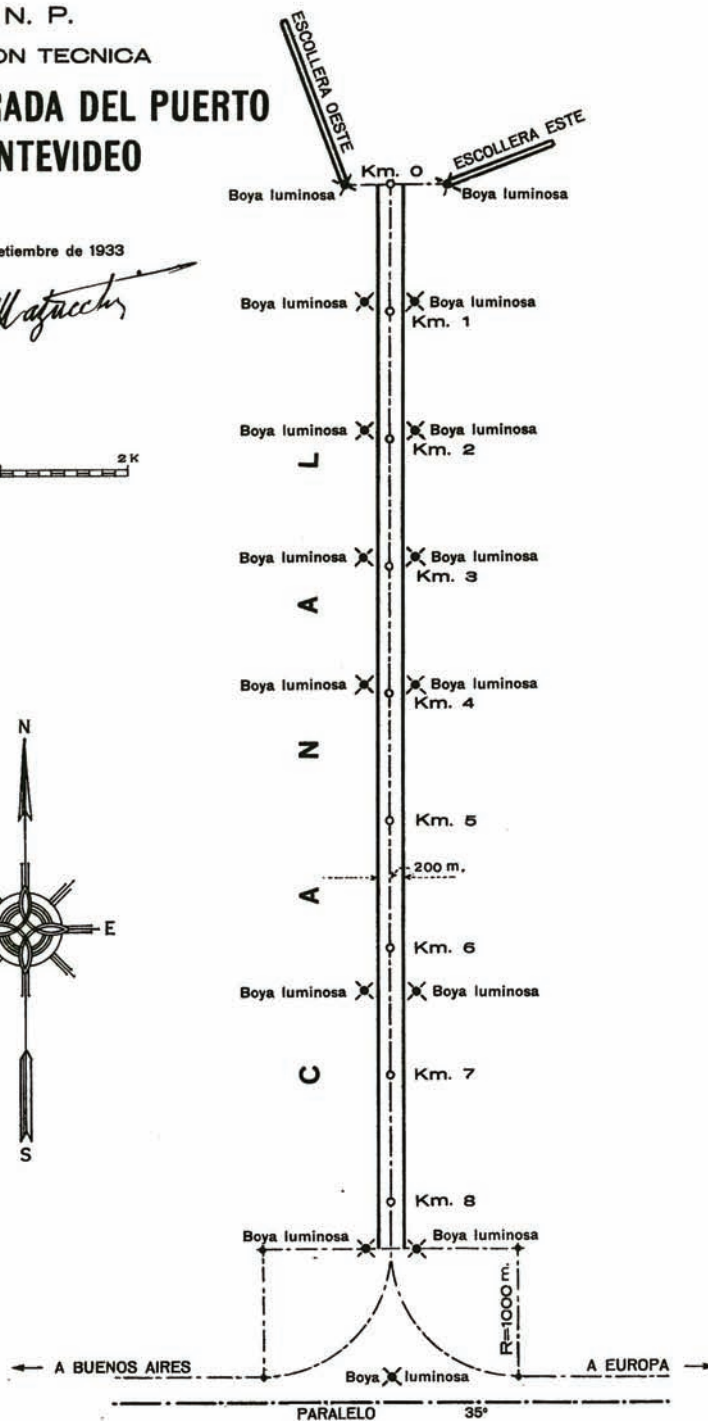 N. P.
ON TECNICA
RADA DEL PUERTO
NTEVIDEO
etiembre de 1933
2 K
ESCOLLERA OESTE
ESCOLLERA ESTE
Km. 0
Boya luminosa
Boya luminosa
Boya luminosa
Boya luminosa
Km. 1
Boya luminosa
Boya luminosa
Km. 2
Boya luminosa
Boya luminosa
Km. 3
Boya luminosa
Boya luminosa
Km. 4
Km. 5
200 m.
Km. 6
Boya luminosa
Boya luminosa
Km. 7
Km. 8
CANAL
N
E
S
Boya luminosa
Boya luminosa
R=1000 m.
A BUENOS AIRES
Boya luminosa
A EUROPA
PARALELO 35°